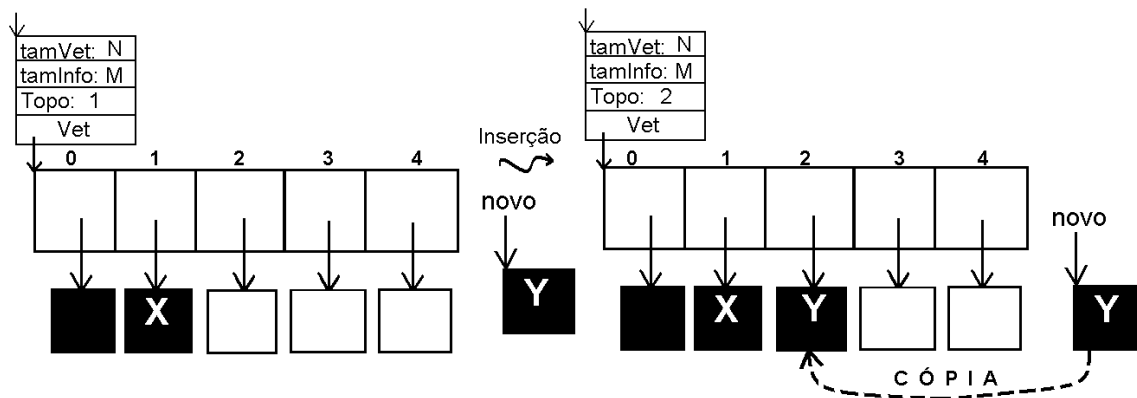 tamVet: N
tamInfo: M
Topo: 1
Vet
0 1 2 3 4
X
Inserção
novo
Y
tamVet: N
tamInfo: M
Topo: 2
Vet
0 1 2 3 4
novo
X Y Y
CÓPIA